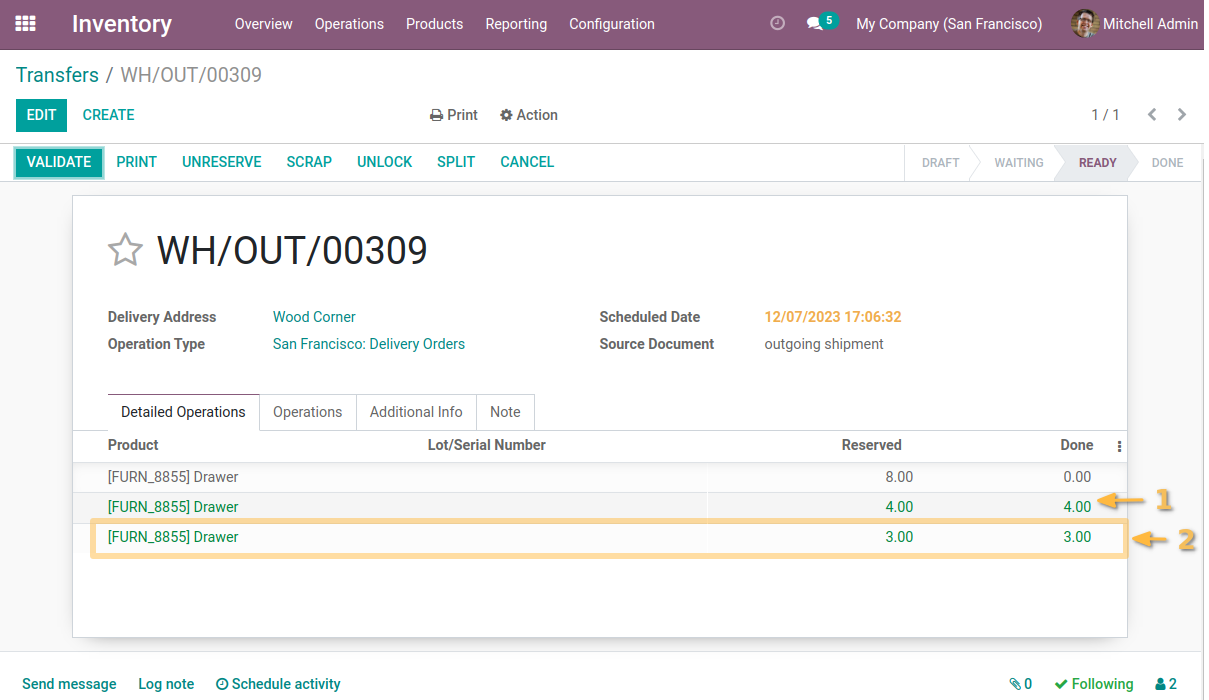 Inventory Overview Operations Products Reporting Configuration 5 My Company (San Francisco) Mitchell Admin
Transfers / WH/OUT/00309
EDIT CREATE Print Action 1 / 1
VALIDATE PRINT UNRESERVE SCRAP UNLOCK SPLIT CANCEL DRAFT WAITING READY DONE
WH/OUT/00309
Delivery Address Wood Corner Scheduled Date 12/07/2023 17:06:32
Operation Type San Francisco: Delivery Orders Source Document outgoing shipment
Detailed Operations Operations Additional Info Note
Product Lot/Serial Number Reserved Done
[FURN_8855] Drawer 8.00 0.00
[FURN_8855] Drawer 4.00 4.00 1
[FURN_8855] Drawer 3.00 3.00 2
Send message Log note Schedule activity 0 Following 2